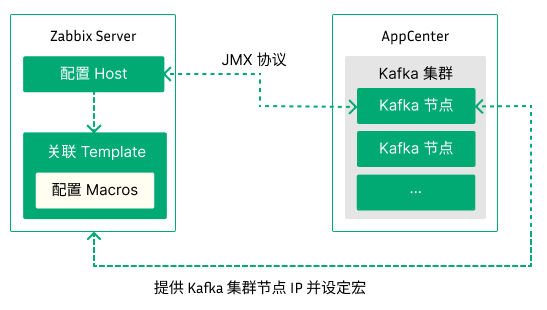 Zabbix Server
配置 Host
关联 Template
配置 Macros
JMX 协议
AppCenter
Kafka 集群
Kafka 节点
Kafka 节点
...
提供 Kafka 集群节点 IP 并设定宏